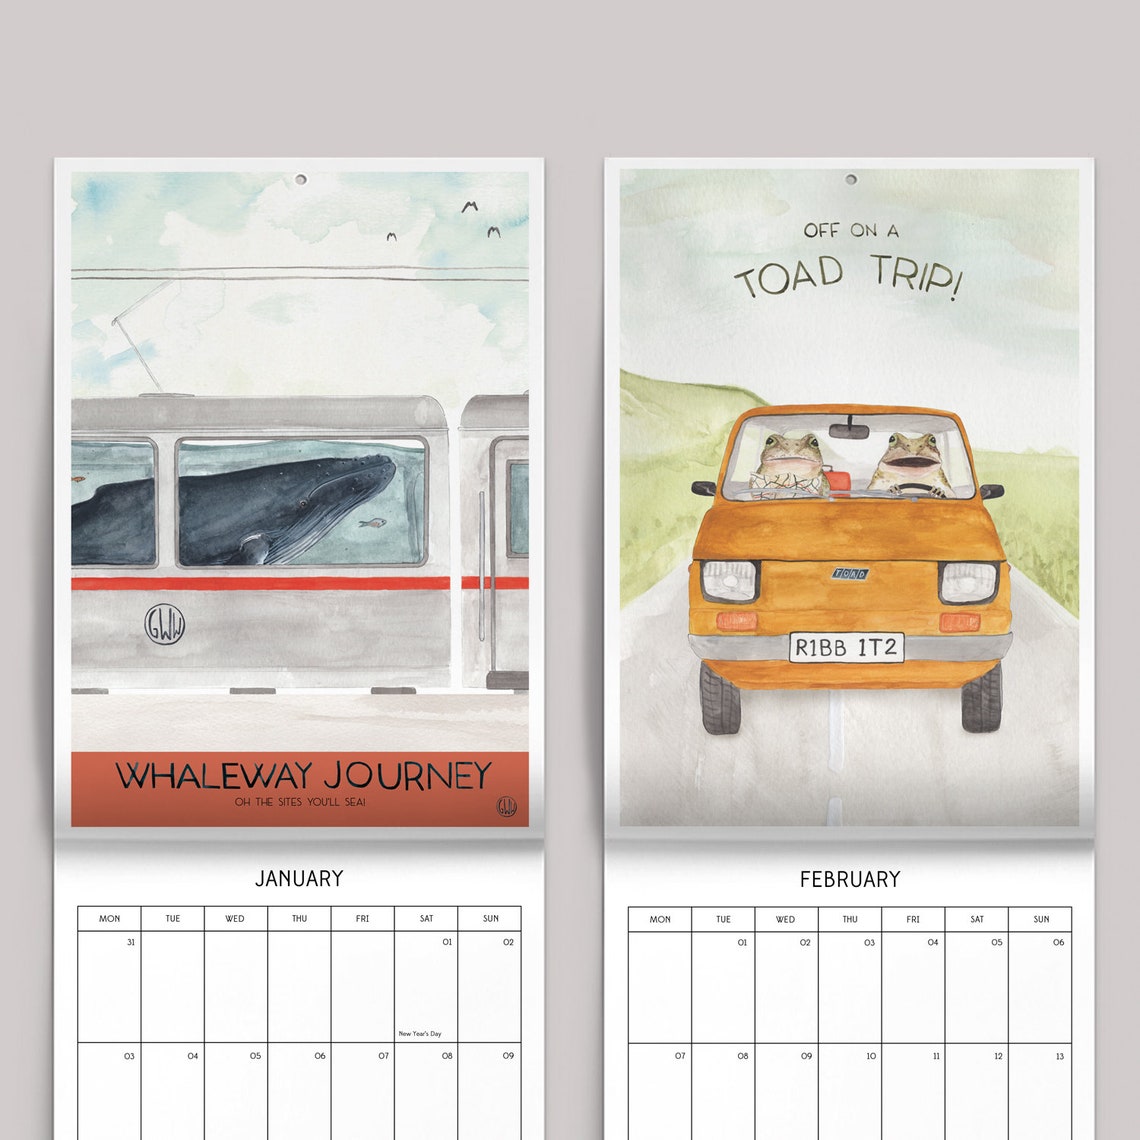 GWW
WHALEWAY JOURNEY
OH THE SITES YOU'LL SEA!
GWW
JANUARY
MON TUE WED THU FRI SAT SUN
31 01 02
New Year's Day
03 04 05 06 07 08 09
OFF ON A
TOAD TRIP!
TOAD
R1BB 1T2
FEBRUARY
MON TUE WED THU FRI SAT SUN
01 02 03 04 05 06
07 08 09 10 11 12 13